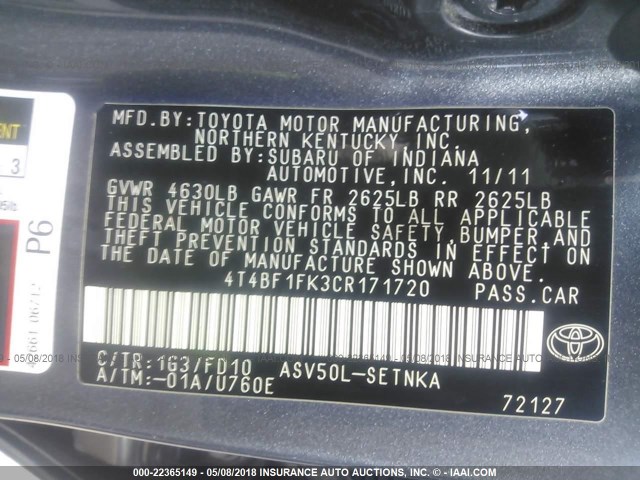 MFD.BY:TOYOTA MOTOR MANUFACTURING,
NORTHERN KENTUCKY,INC.
ASSEMBLED BY:SUBARU OF INDIANA
AUTOMOTIVE,INC. 11/11
GVWR 4630LB GAWR FR 2625LB RR 2625LB
THIS VEHICLE CONFORMS TO ALL APPLICABLE
FEDERAL MOTOR VEHICLE SAFETY,BUMPER,AND
THEFT PREVENTION STANDARDS IN EFFECT ON
THE DATE OF MANUFACTURE SHOWN ABOVE.
4T4BF1FK3CR171720 PASS.CAR
C/TR:1G3/FD10 ASV50L-SETNKA
A/TM:-01A/U760E
72127
TOYOTA
P6
3
000-22365149 - 05/08/2018 INSURANCE AUTO AUCTIONS, INC. - IAAI.COM